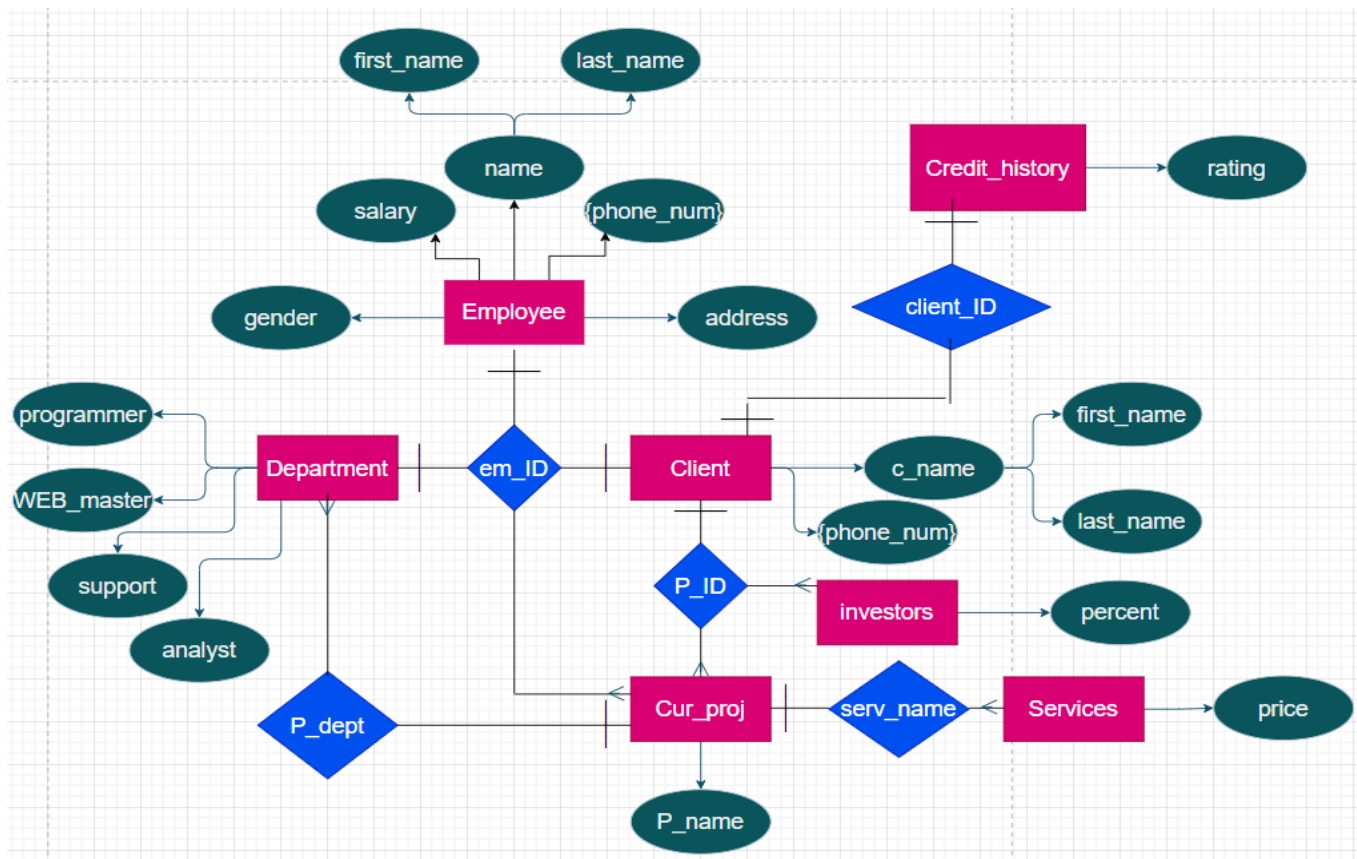 first_name
last_name
name
Credit_history
rating
salary
{phone_num}
client_ID
gender
Employee
address
programmer
first_name
Department
em_ID
Client
c_name
WEB_master
{phone_num}
last_name
support
P_ID
investors
percent
analyst
P_dept
Cur_proj
serv_name
Services
price
P_name